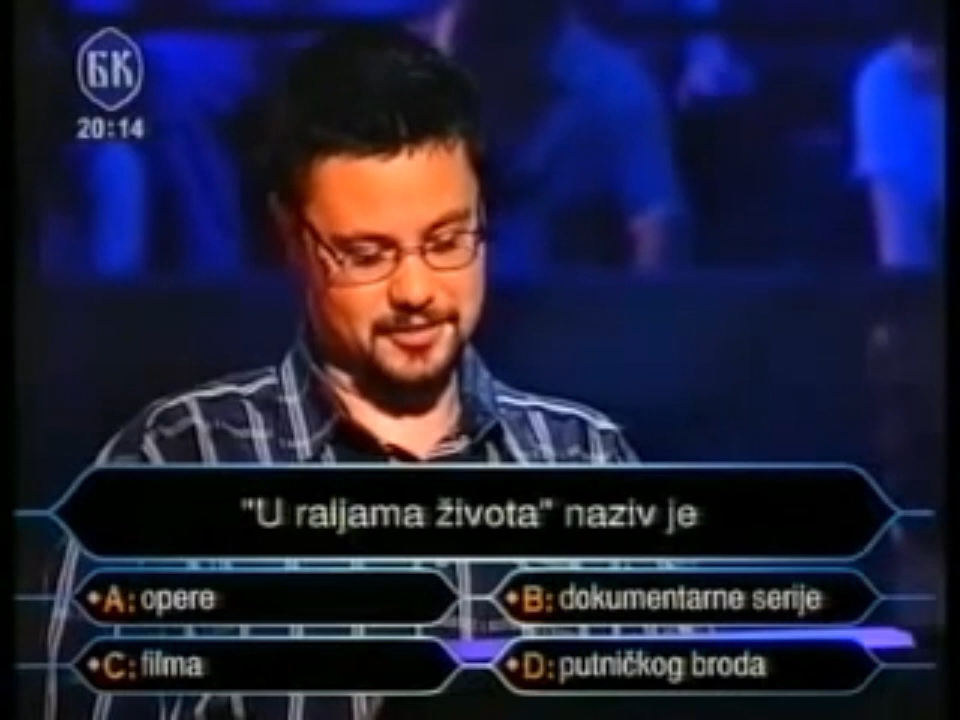 БК
20:14
"U raljama života" naziv je
A: opere
B: dokumentarne serije
C: filma
D: putničkog broda